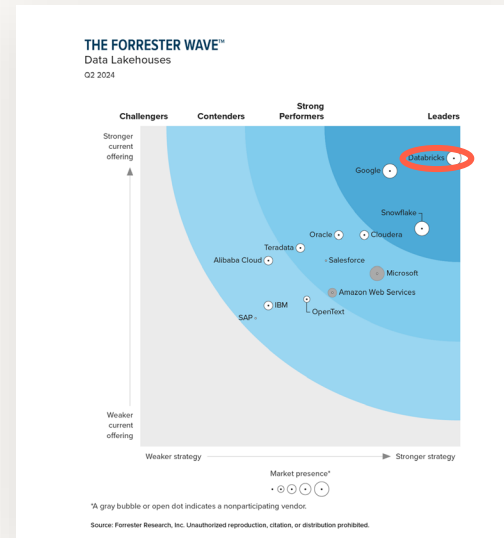 THE FORRESTER WAVE™
Data Lakehouses
Q2 2024
Challengers
Contenders
Strong
Performers
Leaders
Stronger
current
offering
Databricks
Google
Snowflake
Oracle
Cloudera
Teradata
Alibaba Cloud
Salesforce
Microsoft
Amazon Web Services
IBM
OpenText
SAP
Weaker
current
offering
Weaker strategy
Stronger strategy
Market presence*
*A gray bubble or open dot indicates a nonparticipating vendor.
Source: Forrester Research, Inc. Unauthorized reproduction, citation, or distribution prohibited.